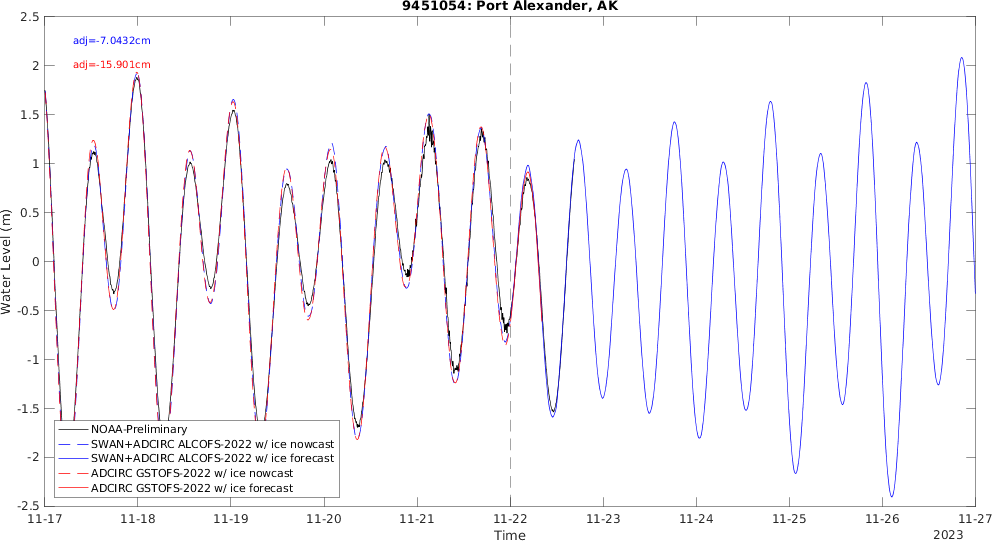 9451054: Port Alexander, AK
adj=-7.0432cm
adj=-15.901cm
Water Level (m)
2.5
2
1.5
1
0.5
0
-0.5
-1
-1.5
-2
-2.5
NOAA-Preliminary
SWAN+ADCIRC ALCOFS-2022 w/ ice nowcast
SWAN+ADCIRC ALCOFS-2022 w/ ice forecast
ADCIRC GSTOFS-2022 w/ ice nowcast
ADCIRC GSTOFS-2022 w/ ice forecast
11-17 11-18 11-19 11-20 11-21 11-22 11-23 11-24 11-25 11-26 11-27
Time
2023